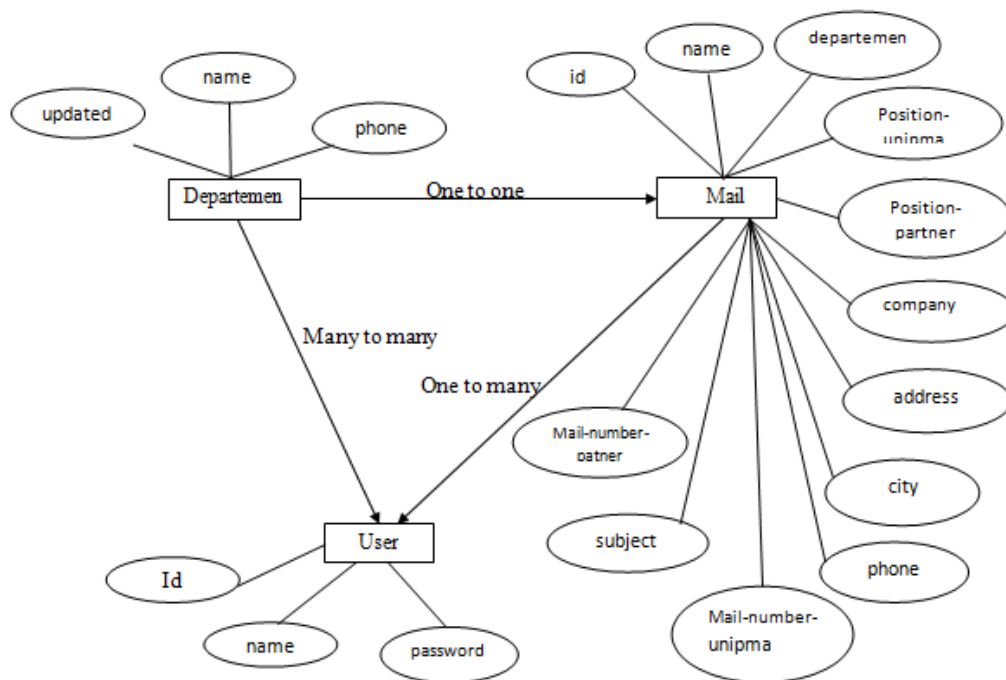 name
departemen
name
id
updated
phone
Position-
unipma
Departemen
One to one
Mail
Position-
partner
company
Many to many
One to many
address
Mail-number-
patner
city
User
subject
phone
Id
Mail-number-
unipma
name
password